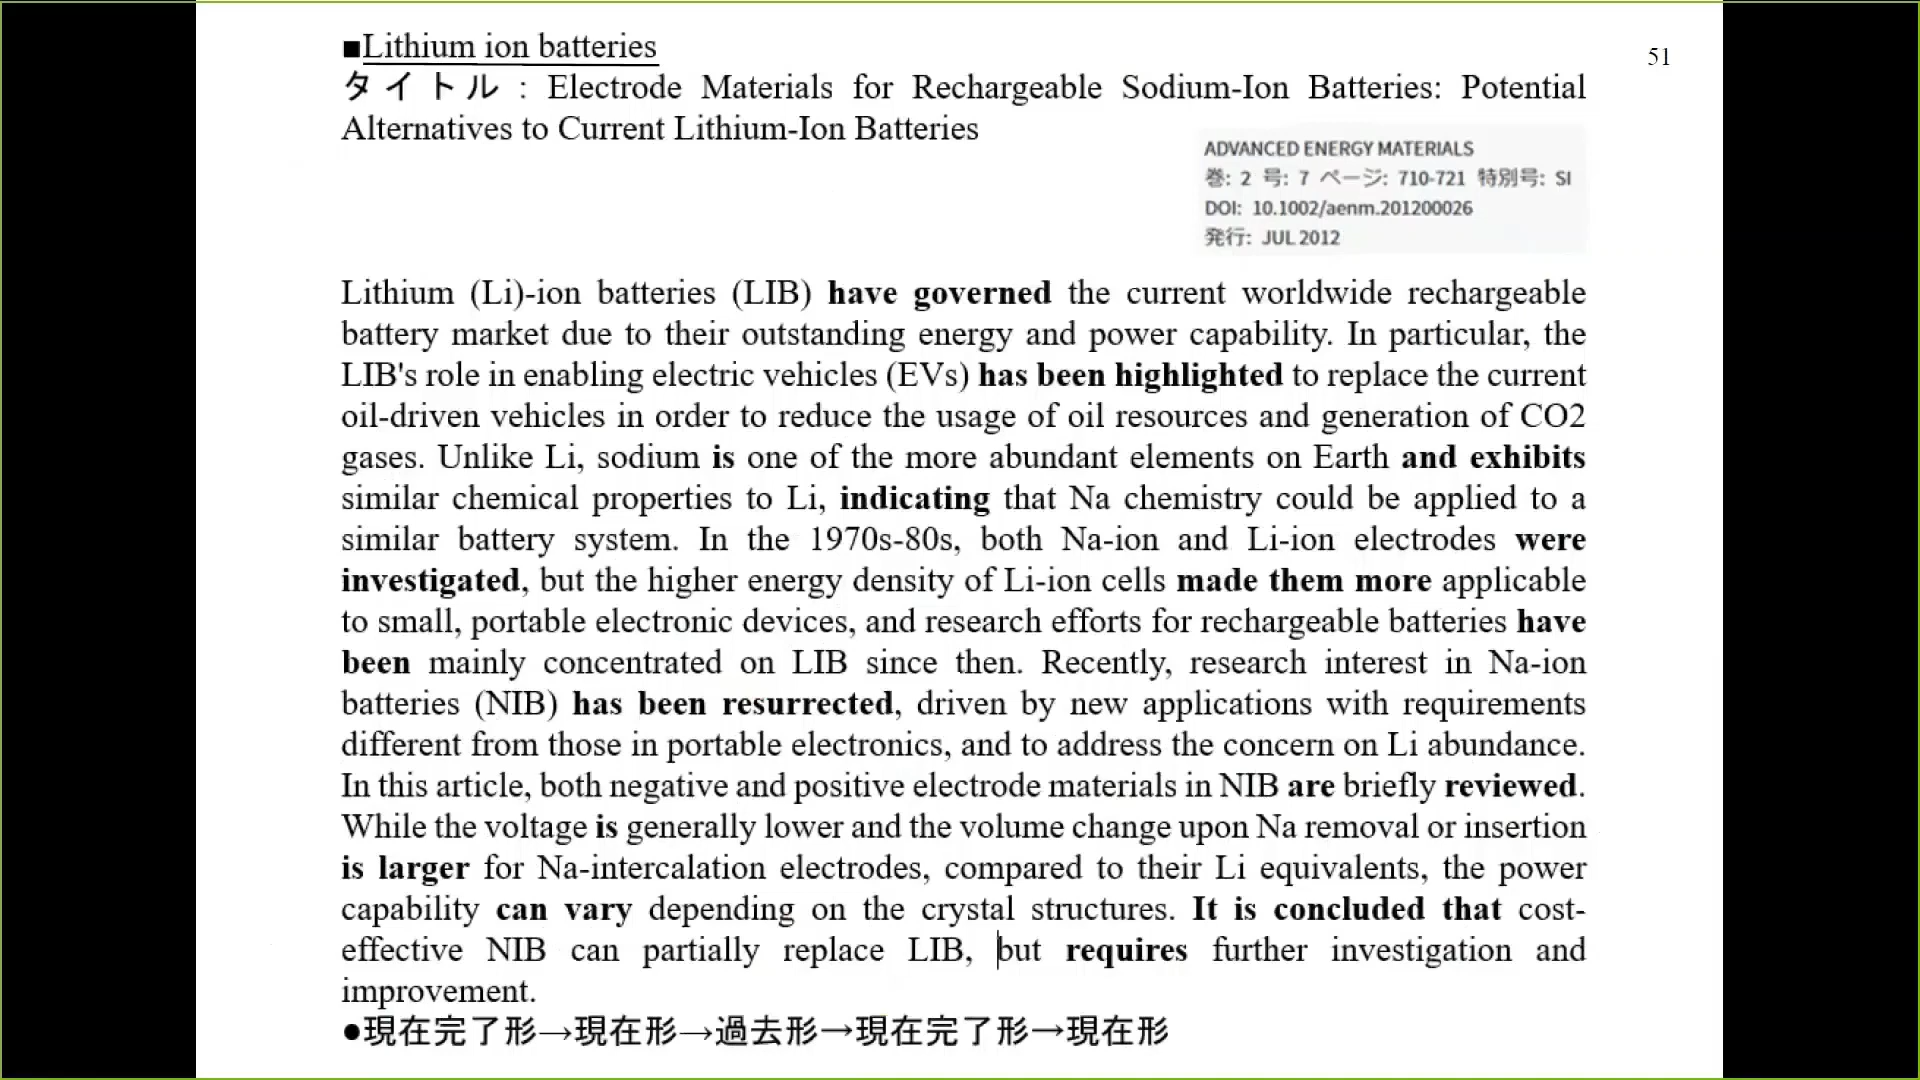 ■Lithium ion batteries
51
タイトル：Electrode Materials for Rechargeable Sodium-Ion Batteries: Potential
Alternatives to Current Lithium-Ion Batteries
ADVANCED ENERGY MATERIALS
巻: 2 号: 7 ページ: 710-721 特別号: SI
DOI: 10.1002/aenm.201200026
発行: JUL 2012
Lithium (Li)-ion batteries (LIB) have governed the current worldwide rechargeable
battery market due to their outstanding energy and power capability. In particular, the
LIB's role in enabling electric vehicles (EVs) has been highlighted to replace the current
oil-driven vehicles in order to reduce the usage of oil resources and generation of CO2
gases. Unlike Li, sodium is one of the more abundant elements on Earth and exhibits
similar chemical properties to Li, indicating that Na chemistry could be applied to a
similar battery system. In the 1970s-80s, both Na-ion and Li-ion electrodes were
investigated, but the higher energy density of Li-ion cells made them more applicable
to small, portable electronic devices, and research efforts for rechargeable batteries have
been mainly concentrated on LIB since then. Recently, research interest in Na-ion
batteries (NIB) has been resurrected, driven by new applications with requirements
different from those in portable electronics, and to address the concern on Li abundance.
In this article, both negative and positive electrode materials in NIB are briefly reviewed.
While the voltage is generally lower and the volume change upon Na removal or insertion
is larger for Na-intercalation electrodes, compared to their Li equivalents, the power
capability can vary depending on the crystal structures. It is concluded that cost-
effective NIB can partially replace LIB, but requires further investigation and
improvement.
●現在完了形→現在形→過去形→現在完了形→現在形